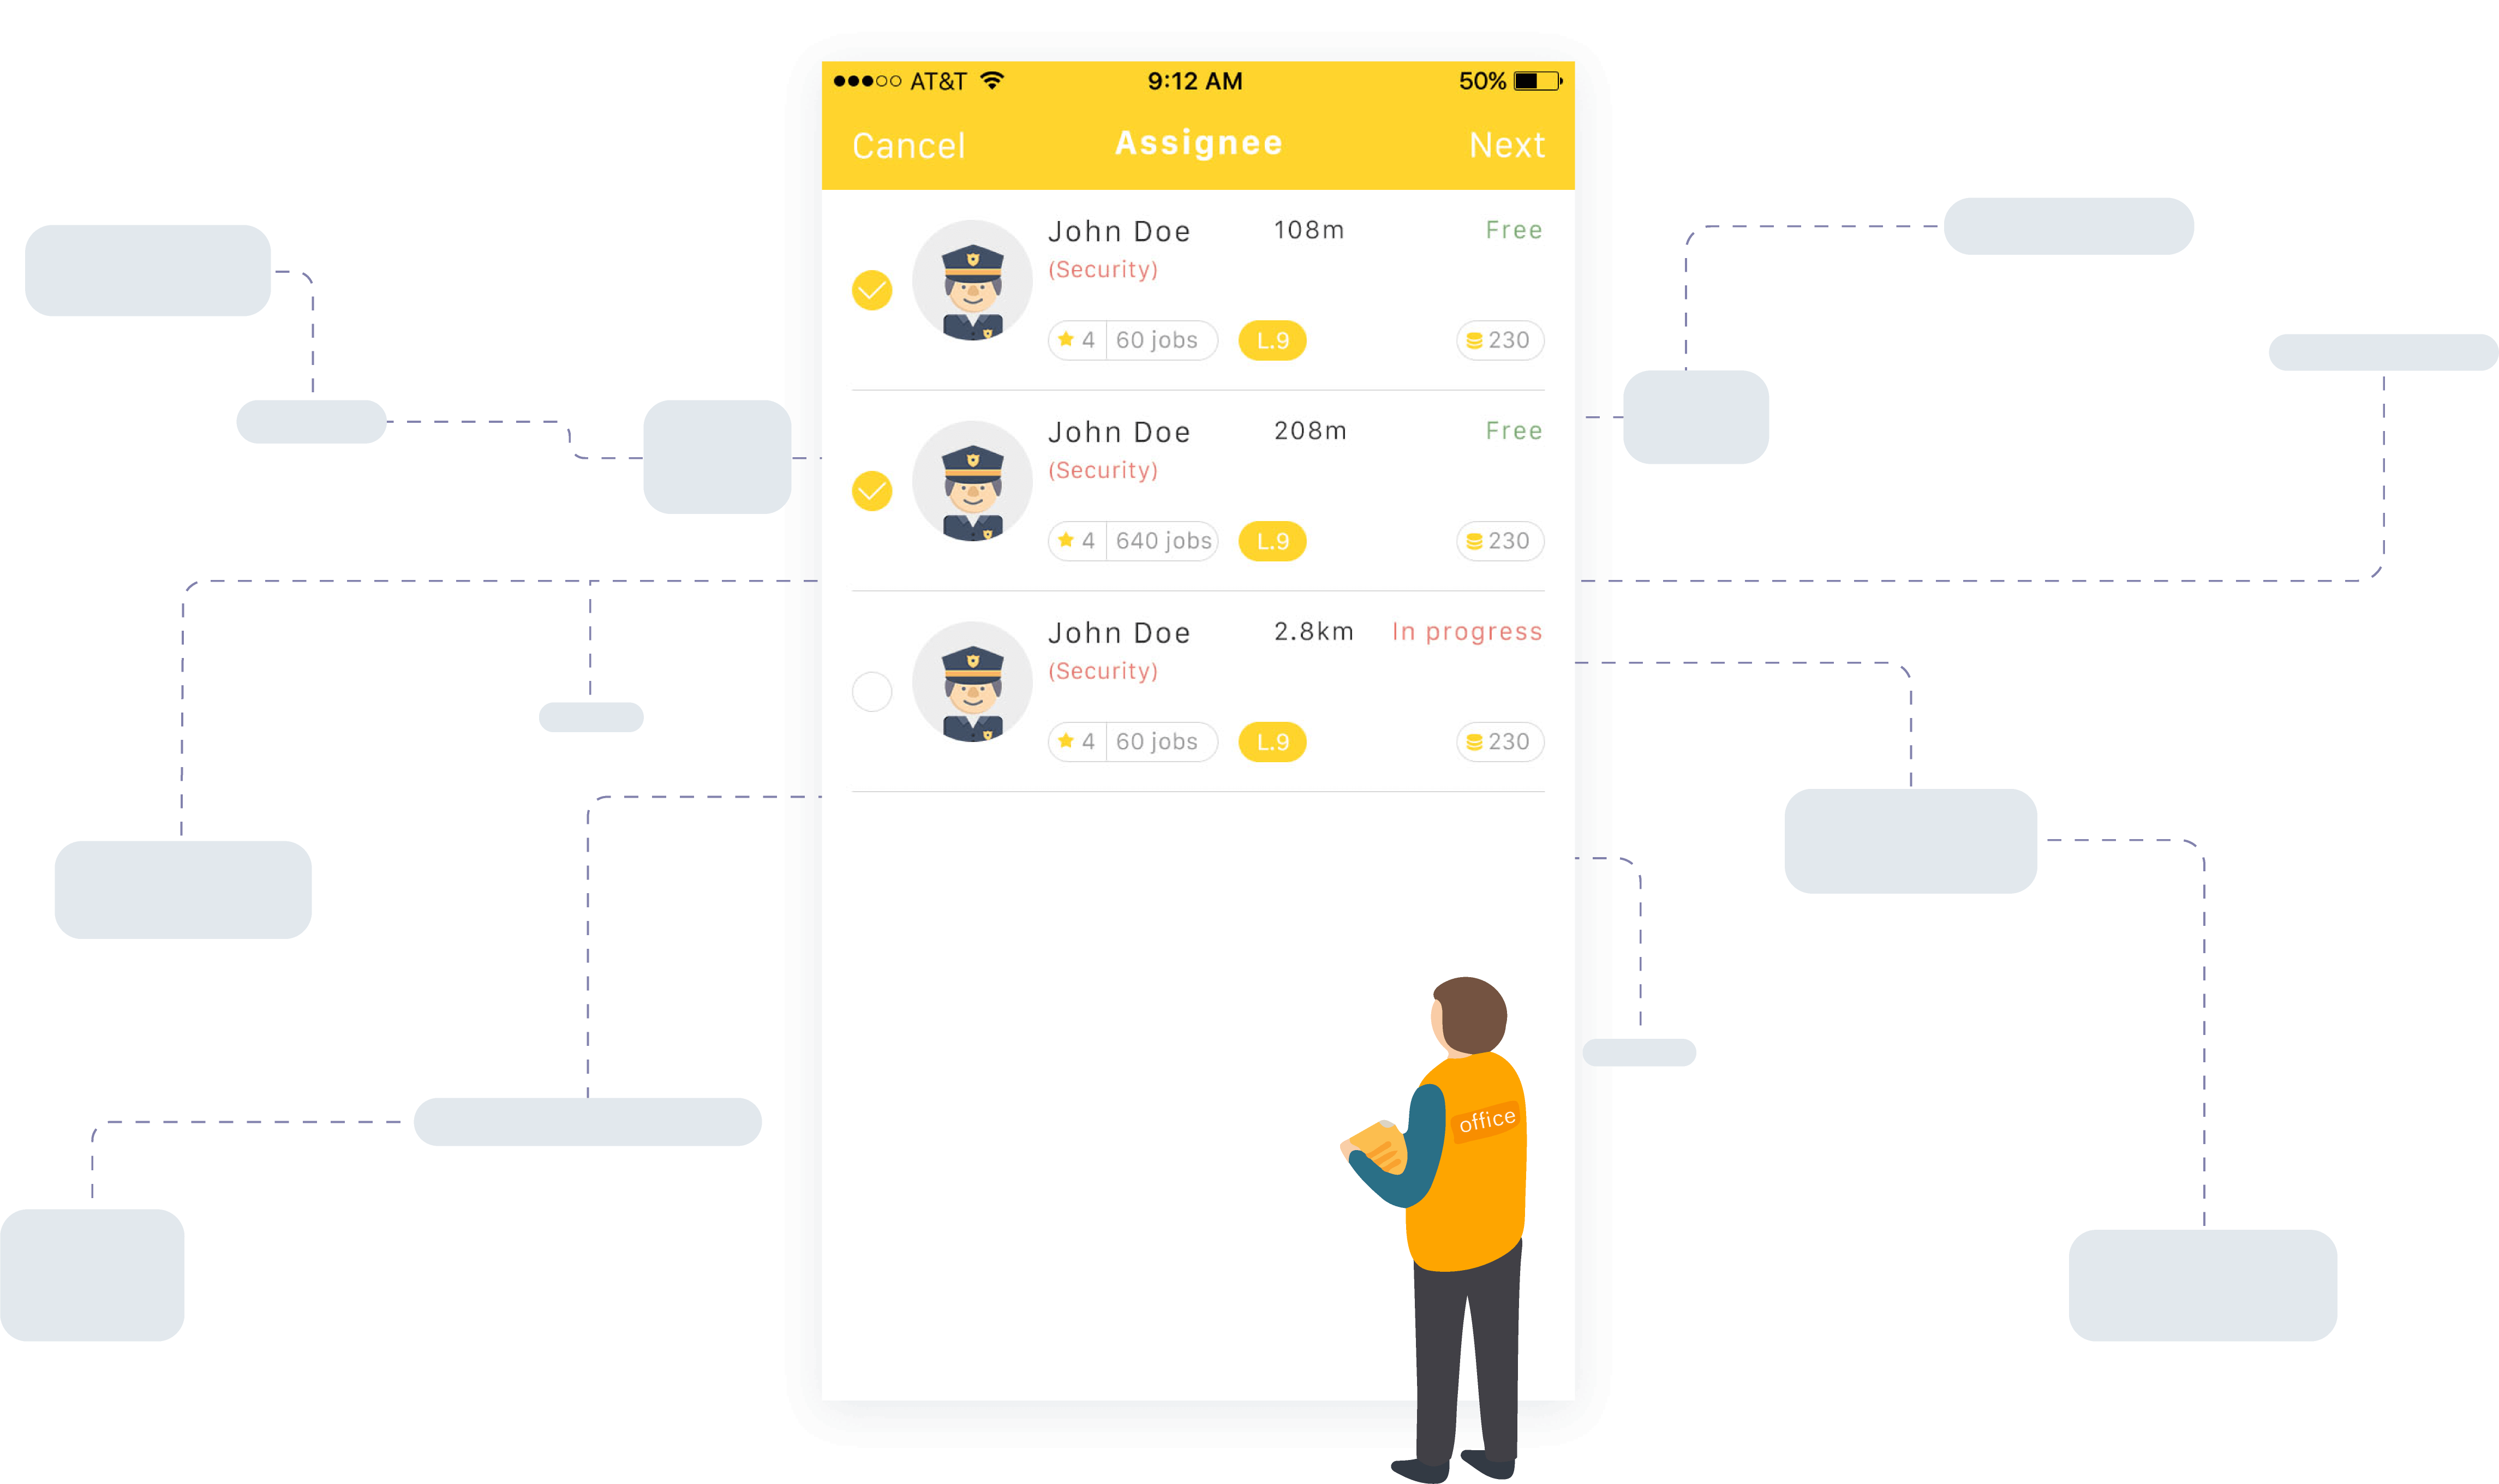 AT&T 9:12 AM 50%
Cancel Assignee Next
John Doe 108m Free
(Security)
4 60 jobs L.9 230
John Doe 208m Free
(Security)
4 640 jobs L.9 230
John Doe 2.8km In progress
(Security)
4 60 jobs L.9 230
office